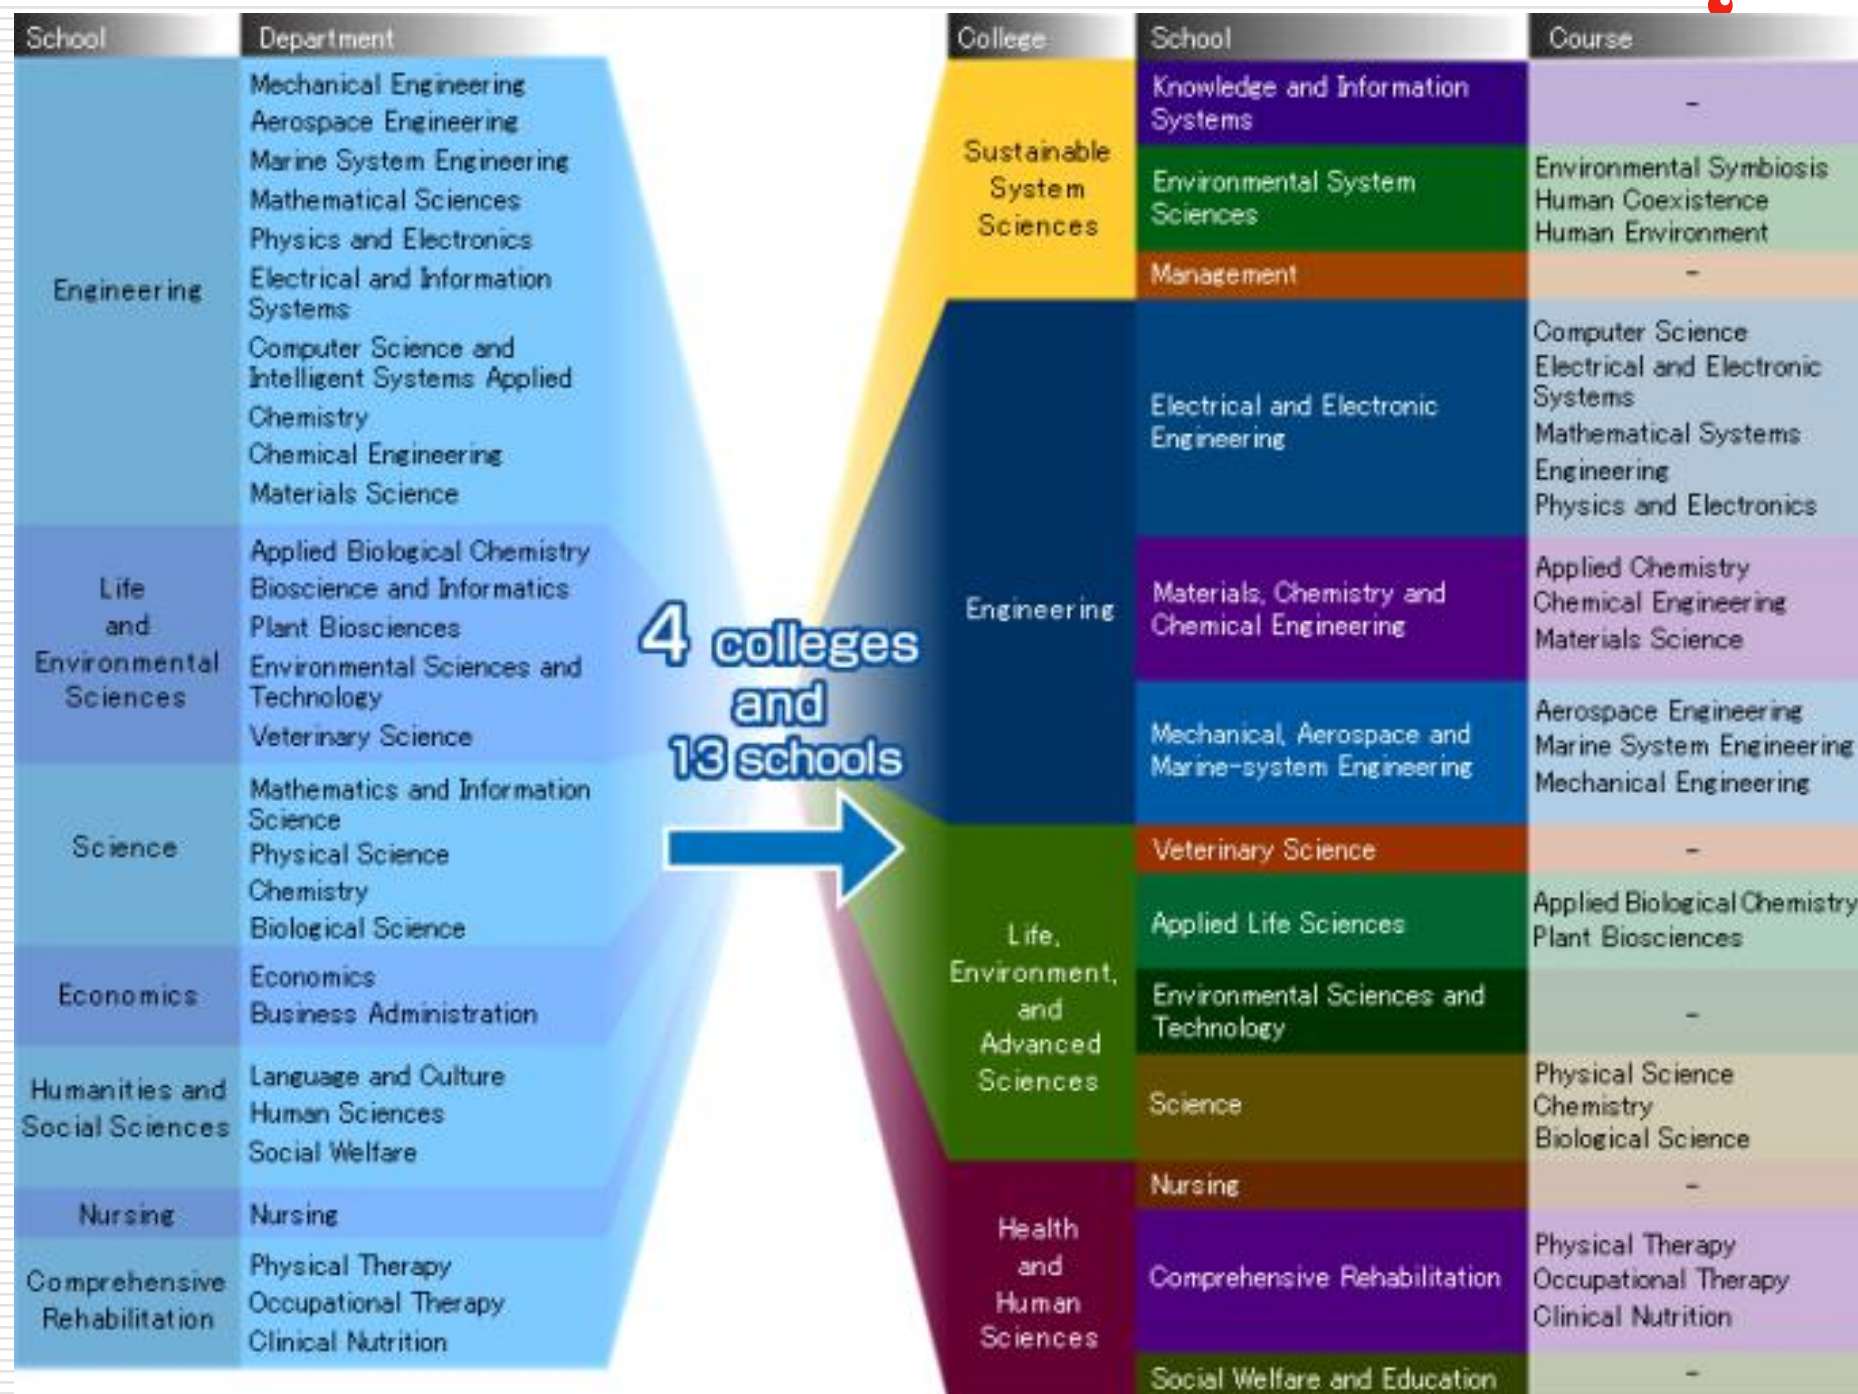 School
Department
Engineering
Mechanical Engineering
Aerospace Engineering
Marine System Engineering
Mathematical Sciences
Physics and Electronics
Electrical and Information
Systems
Computer Science and
Intelligent Systems Applied
Chemistry
Chemical Engineering
Materials Science
Life
and
Environmental
Sciences
Applied Biological Chemistry
Bioscience and Informatics
Plant Biosciences
Environmental Sciences and
Technology
Veterinary Science
Science
Mathematics and Information
Science
Physical Science
Chemistry
Biological Science
Economics
Economics
Business Administration
Humanities and
Social Sciences
Language and Culture
Human Sciences
Social Welfare
Nursing
Nursing
Comprehensive
Rehabilitation
Physical Therapy
Occupational Therapy
Clinical Nutrition
4 colleges
and
13 schools
College
School
Course
Sustainable
System
Sciences
Knowledge and Information
Systems
-
Environmental System
Sciences
Environmental Symbiosis
Human Coexistence
Human Environment
Management
-
Engineering
Electrical and Electronic
Engineering
Computer Science
Electrical and Electronic
Systems
Mathematical Systems
Engineering
Physics and Electronics
Materials, Chemistry and
Chemical Engineering
Applied Chemistry
Chemical Engineering
Materials Science
Mechanical, Aerospace and
Marine-system Engineering
Aerospace Engineering
Marine System Engineering
Mechanical Engineering
Life,
Environment,
and
Advanced
Sciences
Veterinary Science
-
Applied Life Sciences
Applied Biological Chemistry
Plant Biosciences
Environmental Sciences and
Technology
-
Science
Physical Science
Chemistry
Biological Science
Health
and
Human
Sciences
Nursing
-
Comprehensive Rehabilitation
Physical Therapy
Occupational Therapy
Clinical Nutrition
Social Welfare and Education
-